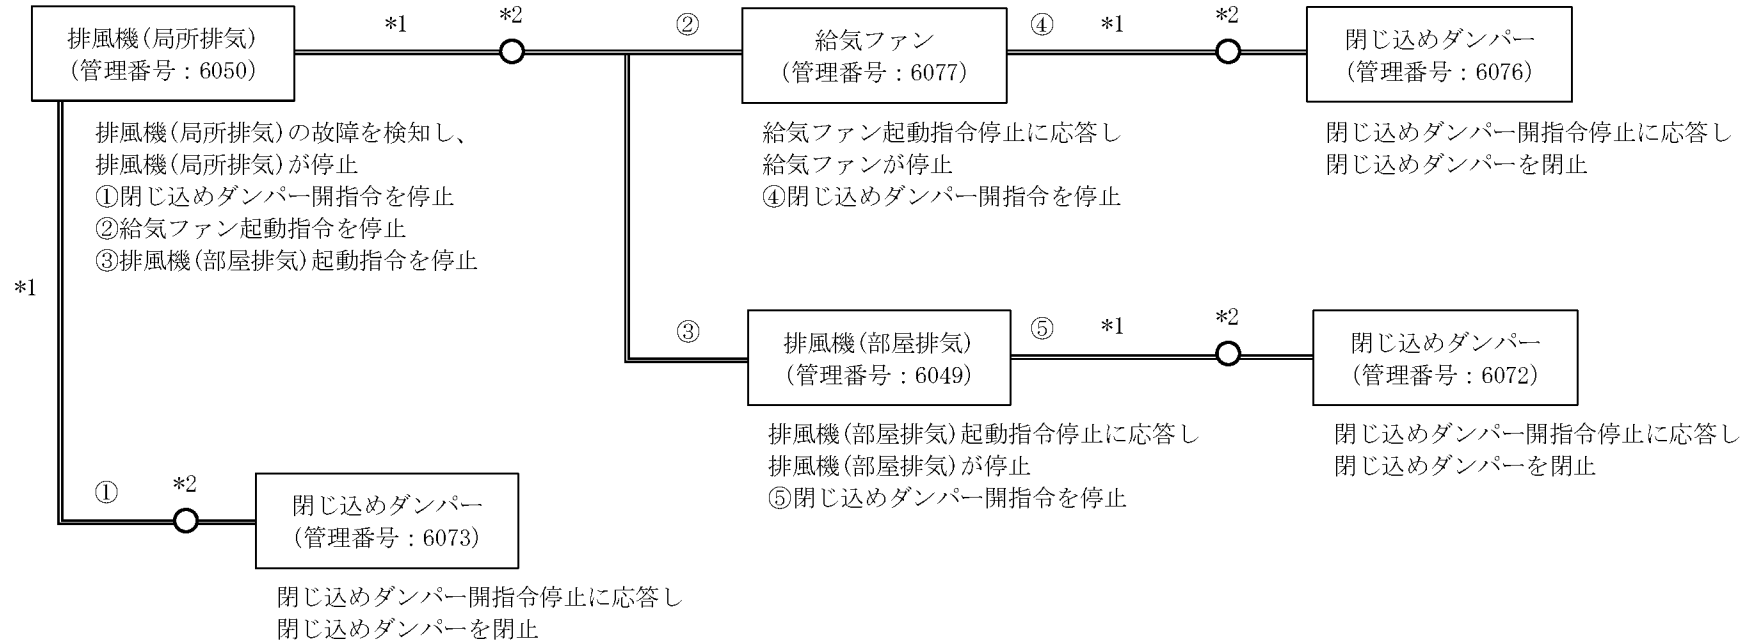 排風機(局所排気)
(管理番号：6050)
*1
*2
②
給気ファン
(管理番号：6077)
④
*1
*2
閉じ込めダンパー
(管理番号：6076)
排風機(局所排気)の故障を検知し、
排風機(局所排気)が停止
①閉じ込めダンパー開指令を停止
②給気ファン起動指令を停止
③排風機(部屋排気)起動指令を停止
給気ファン起動指令停止に応答し
給気ファンが停止
④閉じ込めダンパー開指令を停止
閉じ込めダンパー開指令停止に応答し
閉じ込めダンパーを閉止
*1
③
排風機(部屋排気)
(管理番号：6049)
⑤
*1
*2
閉じ込めダンパー
(管理番号：6072)
排風機(部屋排気)起動指令停止に応答し
排風機(部屋排気)が停止
⑤閉じ込めダンパー開指令を停止
閉じ込めダンパー開指令停止に応答し
閉じ込めダンパーを閉止
①
*2
閉じ込めダンパー
(管理番号：6073)
閉じ込めダンパー開指令停止に応答し
閉じ込めダンパーを閉止